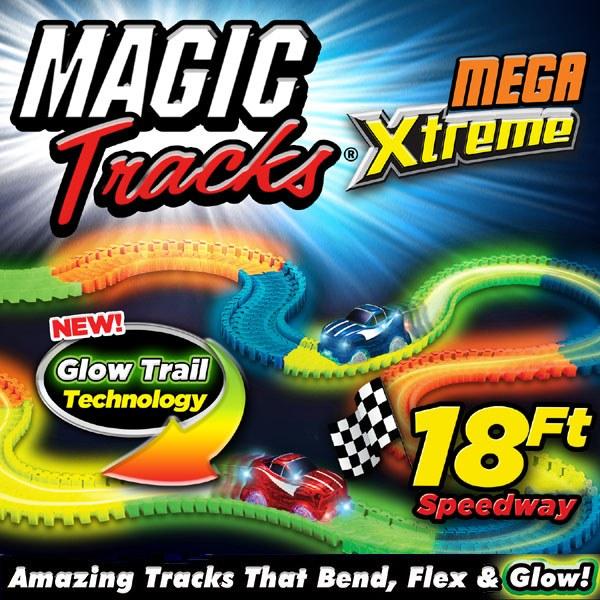 MAGIC
Tracks®
MEGA
Xtreme
NEW!
Glow Trail
Technology
18Ft
Speedway
Amazing Tracks That Bend, Flex & Glow!